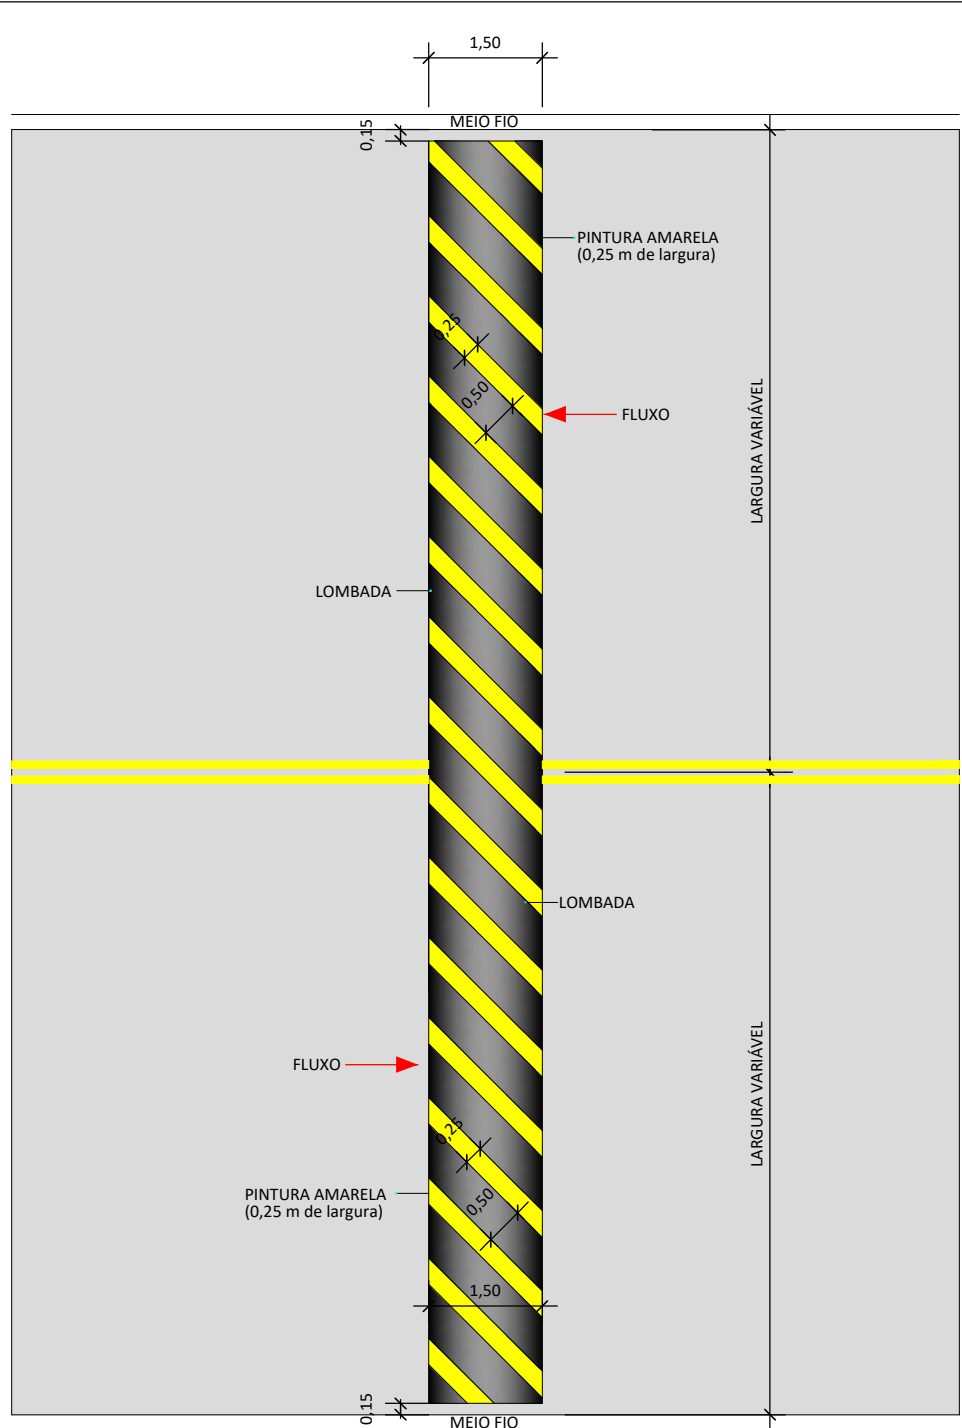 1,50
MEIO FIO
0,15
PINTURA AMARELA
(0,25 m de largura)
0,25
0,50
FLUXO
LARGURA VARIÁVEL
LOMBADA
LOMBADA
LARGURA VARIÁVEL
FLUXO
0,25
PINTURA AMARELA
(0,25 m de largura)
0,50
1,50
0,15
MEIO FIO